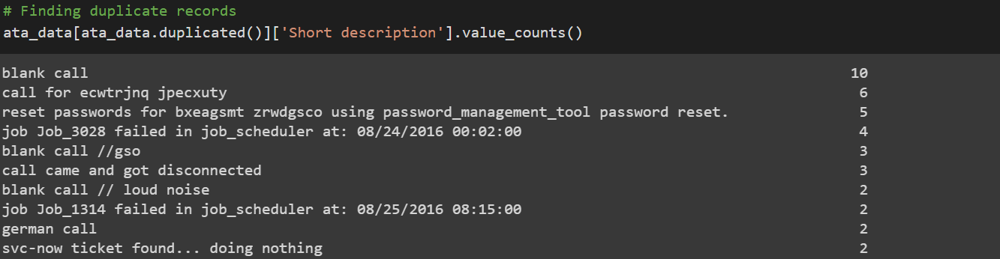 # Finding duplicate records
ata_data[ata_data.duplicated()]['Short description'].value_counts()
blank call 10
call for ecwtrjnq jpecxuty 6
reset passwords for bxeagsmt zrwdgsco using password_management_tool password reset. 5
job Job_3028 failed in job_scheduler at: 08/24/2016 00:02:00 4
blank call //gso 3
call came and got disconnected 3
blank call // loud noise 2
job Job_1314 failed in job_scheduler at: 08/25/2016 08:15:00 2
german call 2
svc-now ticket found... doing nothing 2